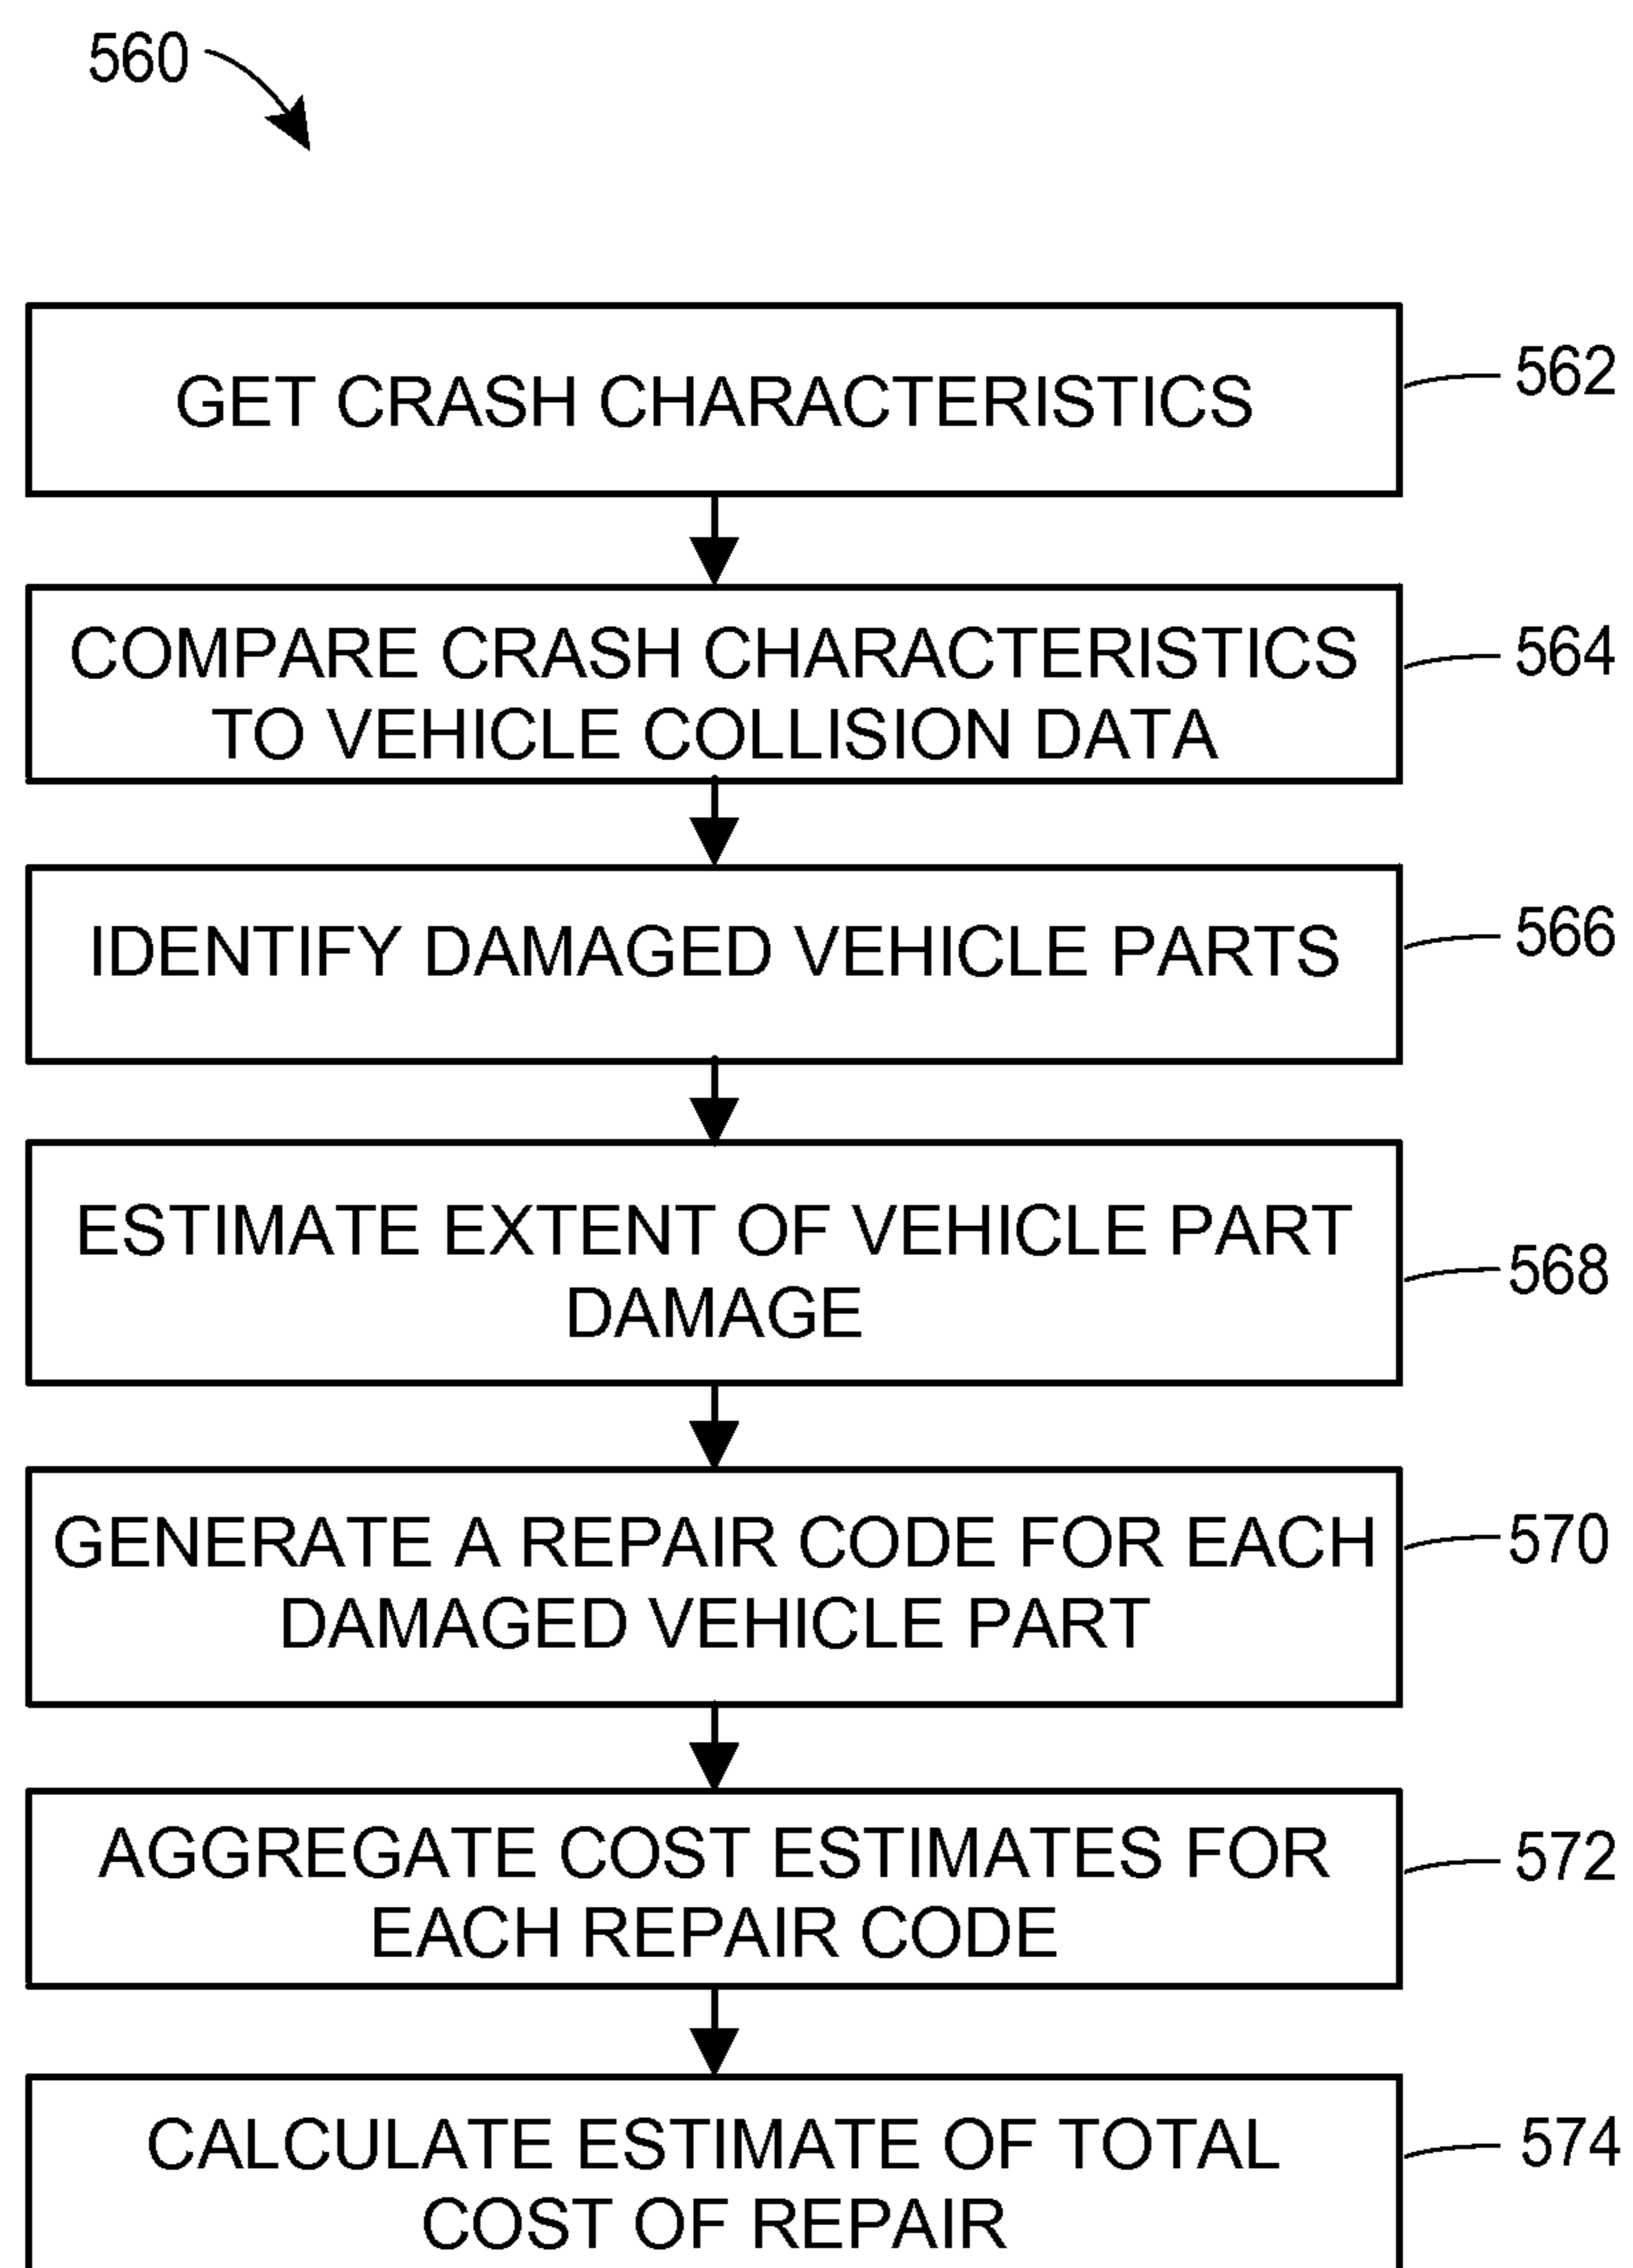 560
GET CRASH CHARACTERISTICS
562
COMPARE CRASH CHARACTERISTICS
TO VEHICLE COLLISION DATA
564
IDENTIFY DAMAGED VEHICLE PARTS
566
ESTIMATE EXTENT OF VEHICLE PART
DAMAGE
568
GENERATE A REPAIR CODE FOR EACH
DAMAGED VEHICLE PART
570
AGGREGATE COST ESTIMATES FOR
EACH REPAIR CODE
572
CALCULATE ESTIMATE OF TOTAL
COST OF REPAIR
574